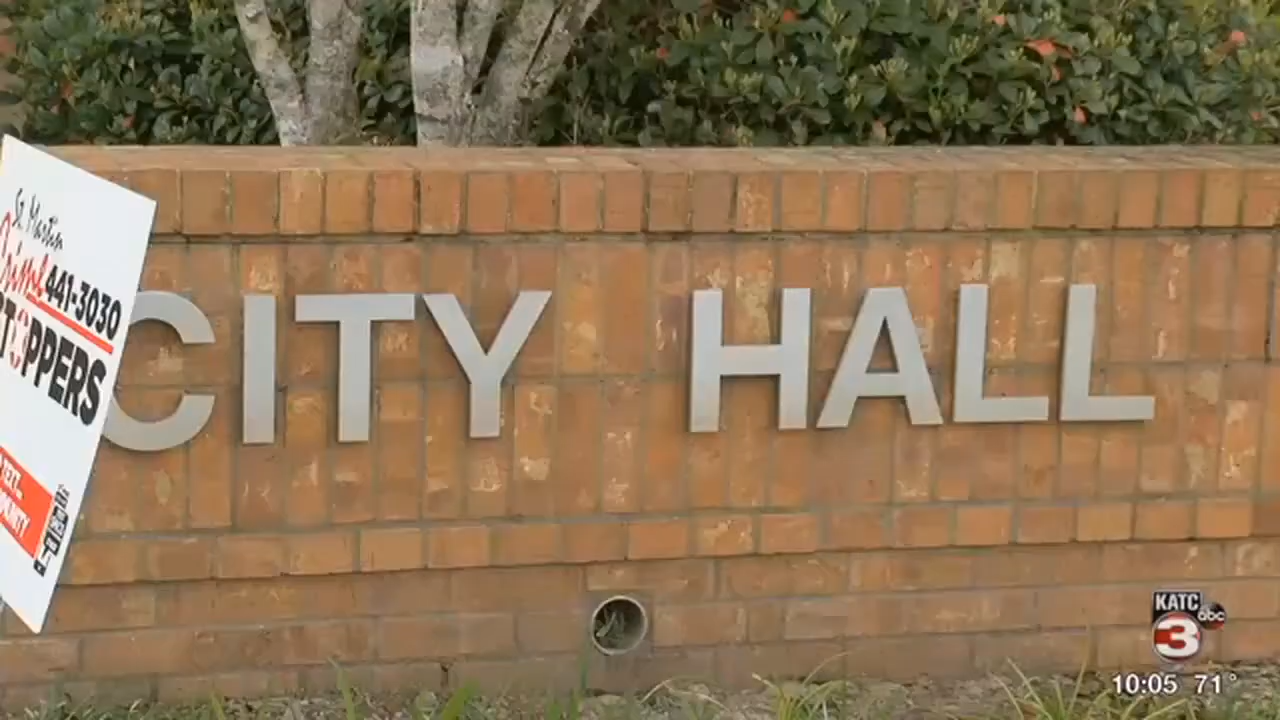 St. Martin
441-3030
CITY HALL
KATC
abc
3
10:05 71°